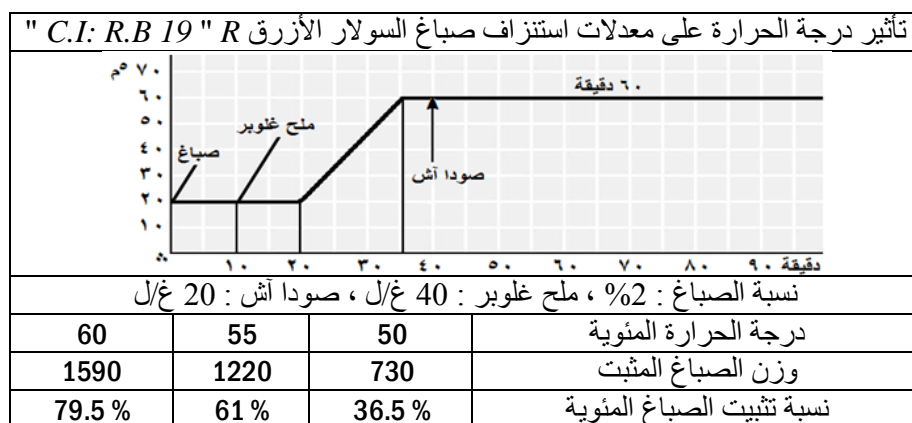 تأثير درجة الحرارة على معدلات استنزاف صباغ السولار الأزرق C.I: R.B 19 " R "
٧٠ م°
٦٠
٥٠
٤٠
٣٠
٢٠
١٠
٦٠ دقيقة
ملح غلوبر
صباغ
صودا آش
١٠ ٢٠ ٣٠ ٤٠ ٥٠ ٦٠ ٧٠ ٨٠ ٩٠ دقيقة
نسبة الصباغ : 2% ، ملح غلوبر : 40 غ/ل ، صودا آش : 20 غ/ل
درجة الحرارة المئوية 50 55 60
وزن الصباغ المثبت 730 1220 1590
نسبة تثبيت الصباغ المئوية 36.5 % 61 % 79.5 %